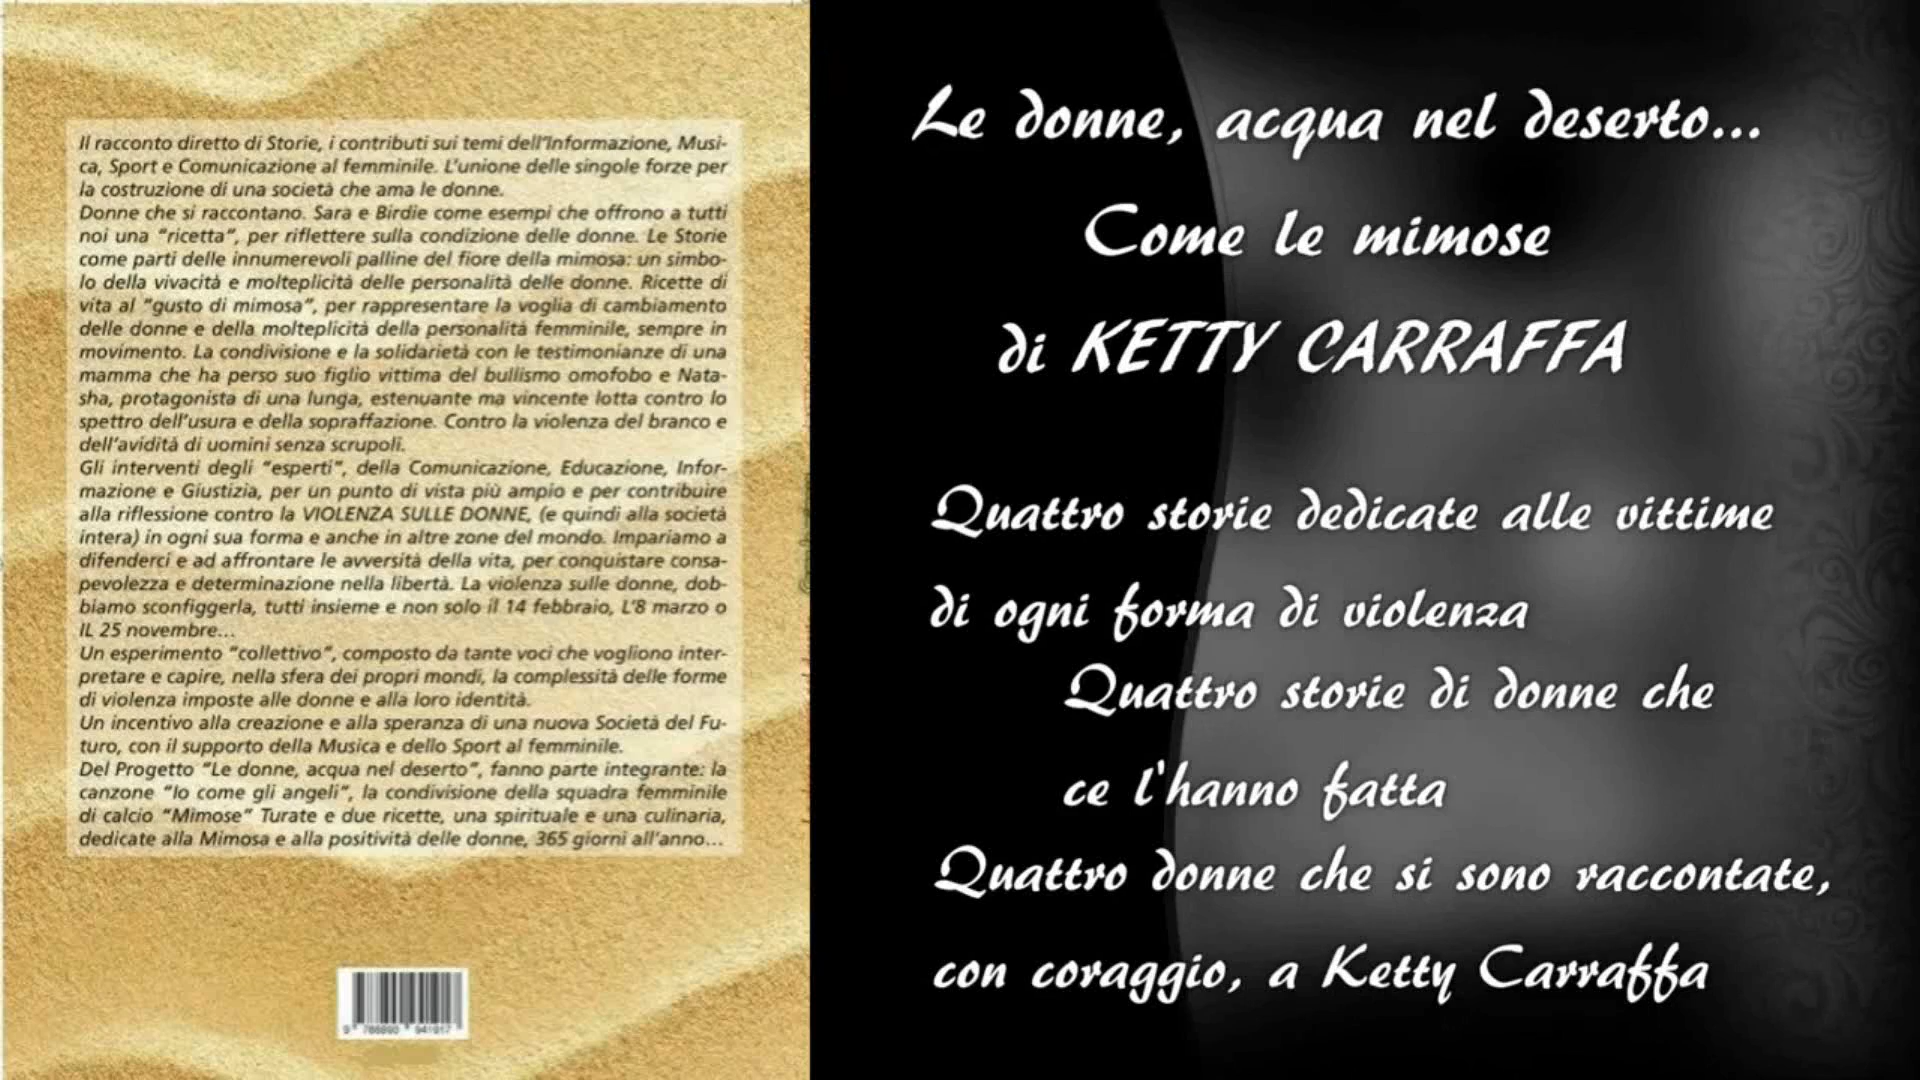 Il racconto diretto di Storie, i contributi sui temi dell'Informazione, Musi-
ca, Sport e Comunicazione al femminile. L'unione delle singole forze per
la costruzione di una società che ama le donne.
Donne che si raccontano. Sara e Birdie come esempi che offrono a tutti
noi una "ricetta", per riflettere sulla condizione delle donne. Le Storie
come parti delle innumerevoli palline del fiore della mimosa: un simbo-
lo della vivacità e molteplicità delle personalità delle donne. Ricette di
vita al "gusto di mimosa", per rappresentare la voglia di cambiamento
delle donne e della molteplicità della personalità femminile, sempre in
movimento. La condivisione e la solidarietà con le testimonianze di una
mamma che ha perso suo figlio vittima del bullismo omofobo e Nata-
sha, protagonista di una lunga, estenuante ma vincente lotta contro lo
spettro dell'usura e della sopraffazione. Contro la violenza del branco e
dell'avidità di uomini senza scrupoli.
Gli interventi degli "esperti", della Comunicazione, Educazione, Infor-
mazione e Giustizia, per un punto di vista più ampio e per contribuire
alla riflessione contro la VIOLENZA SULLE DONNE, (e quindi alla società
intera) in ogni sua forma e anche in altre zone del mondo. Impariamo a
difenderci e ad affrontare le avversità della vita, per conquistare consa-
pevolezza e determinazione nella libertà. La violenza sulle donne, dob-
biamo sconfiggerla, tutti insieme e non solo il 14 febbraio, L'8 marzo o
IL 25 novembre...
Un esperimento "collettivo", composto da tante voci che vogliono inter-
pretare e capire, nella sfera dei propri mondi, la complessità delle forme
di violenza imposte alle donne e alla loro identità.
Un incentivo alla creazione e alla speranza di una nuova Società del Fu-
turo, con il supporto della Musica e dello Sport al femminile.
Del Progetto "Le donne, acqua nel deserto", fanno parte integrante: la
canzone "Io come gli angeli", la condivisione della squadra femminile
di calcio "Mimose" Turate e due ricette, una spirituale e una culinaria,
dedicate alla Mimosa e alla positività delle donne, 365 giorni all'anno...
Le donne, acqua nel deserto...
Come le mimose
di KETTY CARRAFFA
Quattro storie dedicate alle vittime
di ogni forma di violenza
Quattro storie di donne che
ce l'hanno fatta
Quattro donne che si sono raccontate,
con coraggio, a Ketty Carraffa